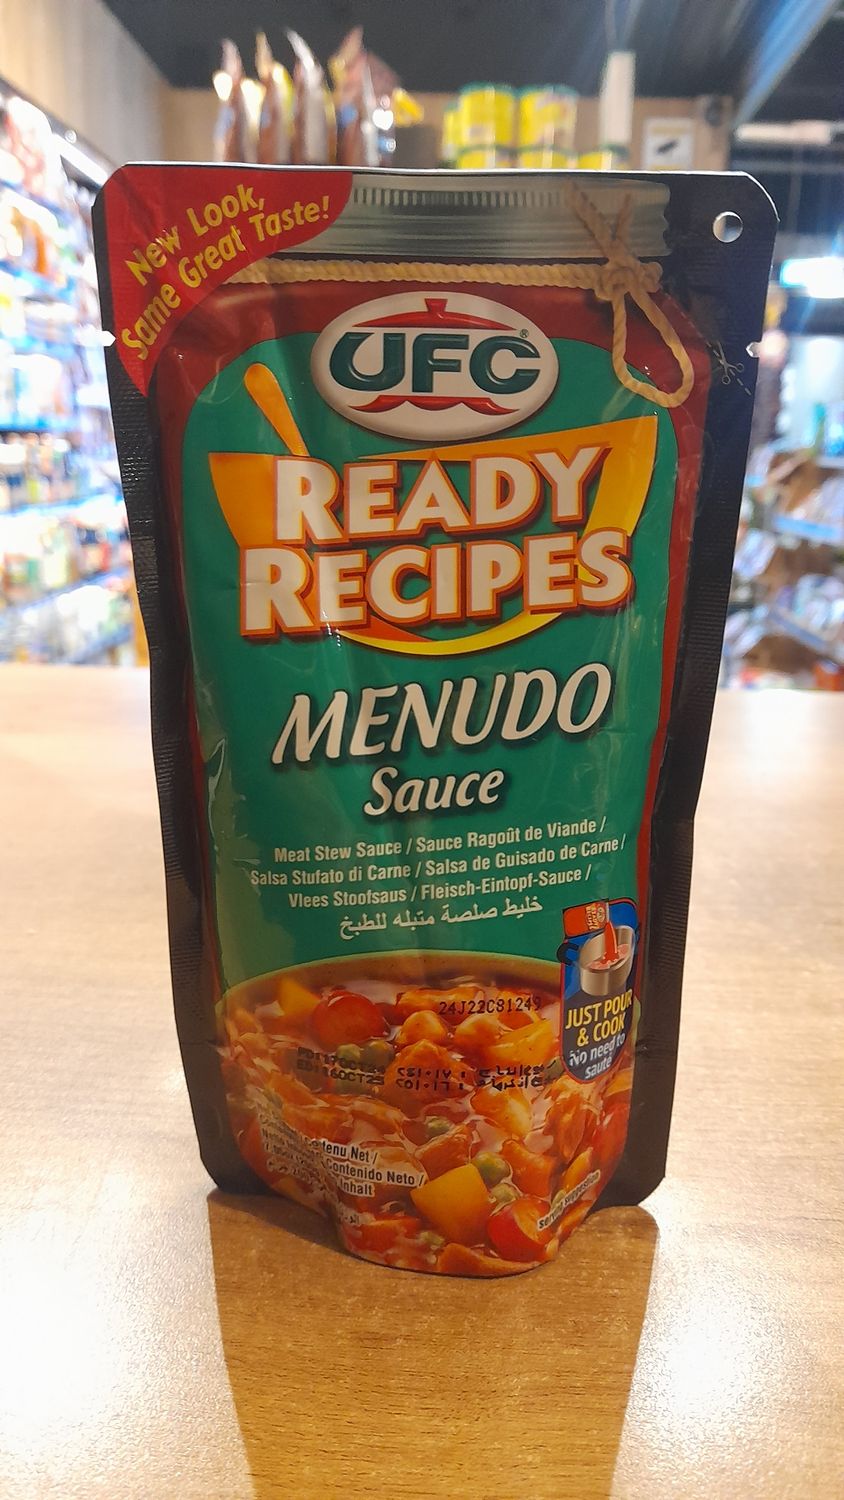 New Look,
Same Great Taste!
UFC®
READY
RECIPES
MENUDO
Sauce
Meat Stew Sauce / Sauce Ragoût de Viande /
Salsa Stufato di Carne / Salsa de Guisado de Carne /
Vlees Stoofsaus / Fleisch-Eintopf-Sauce /
خليط صلصة متبله للطبخ
24J22C81249
JUST POUR
& COOK
No need to
sauté
Contenido Neto /
Serving suggestion